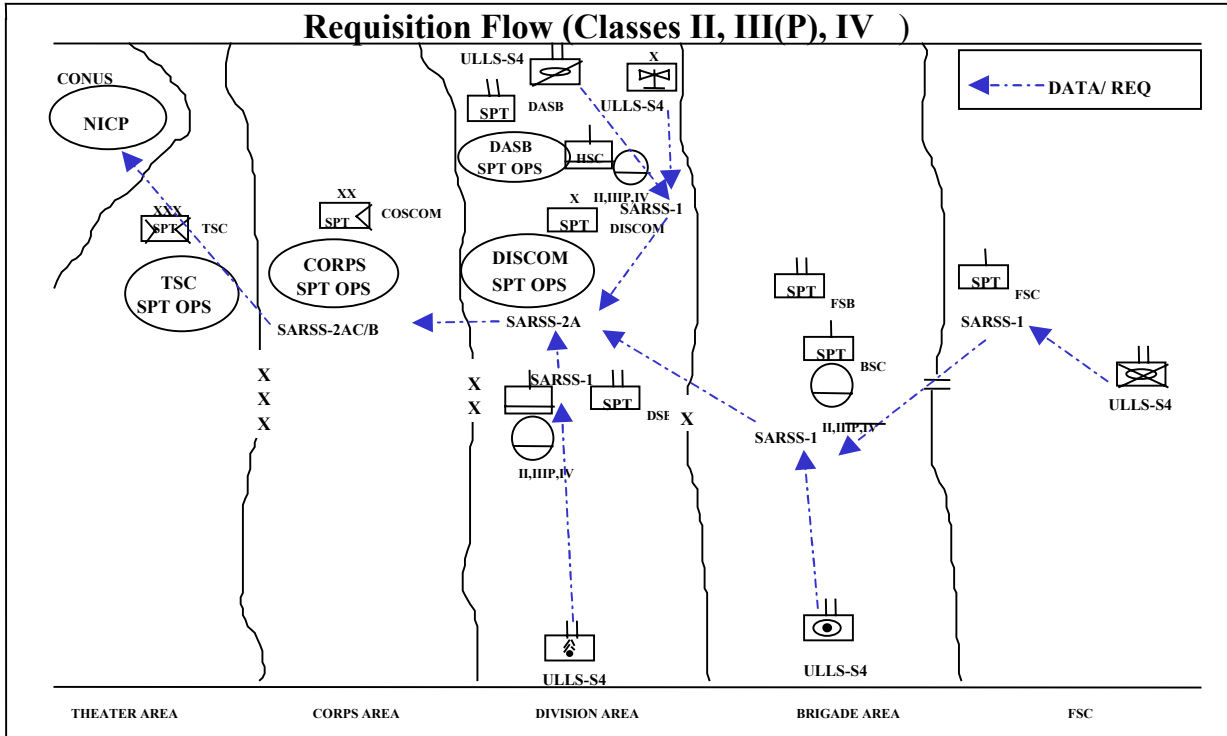 Requisition Flow (Classes II, III(P), IV )
CONUS
NICP
XXX
SPT
TSC
TSC
SPT OPS
XX
SPT
COSCOM
CORPS
SPT OPS
SARSS-2AC/B
X
X
X
ULLS-S4
SPT
DASB
X
ULLS-S4
DASB
SPT OPS
HSC
II,IIIP,IV
SARSS-1
X
SPT
DISCOM
DISCOM
SPT OPS
SARSS-2A
X
X
SARSS-1
SPT
II,IIIP,IV
ULLS-S4
X
DATA/ REQ
SPT
FSB
SPT
BSC
SARSS-1
II,IIIP,IV
ULLS-S4
SPT
FSC
SARSS-1
ULLS-S4
THEATER AREA
CORPS AREA
DIVISION AREA
BRIGADE AREA
FSC